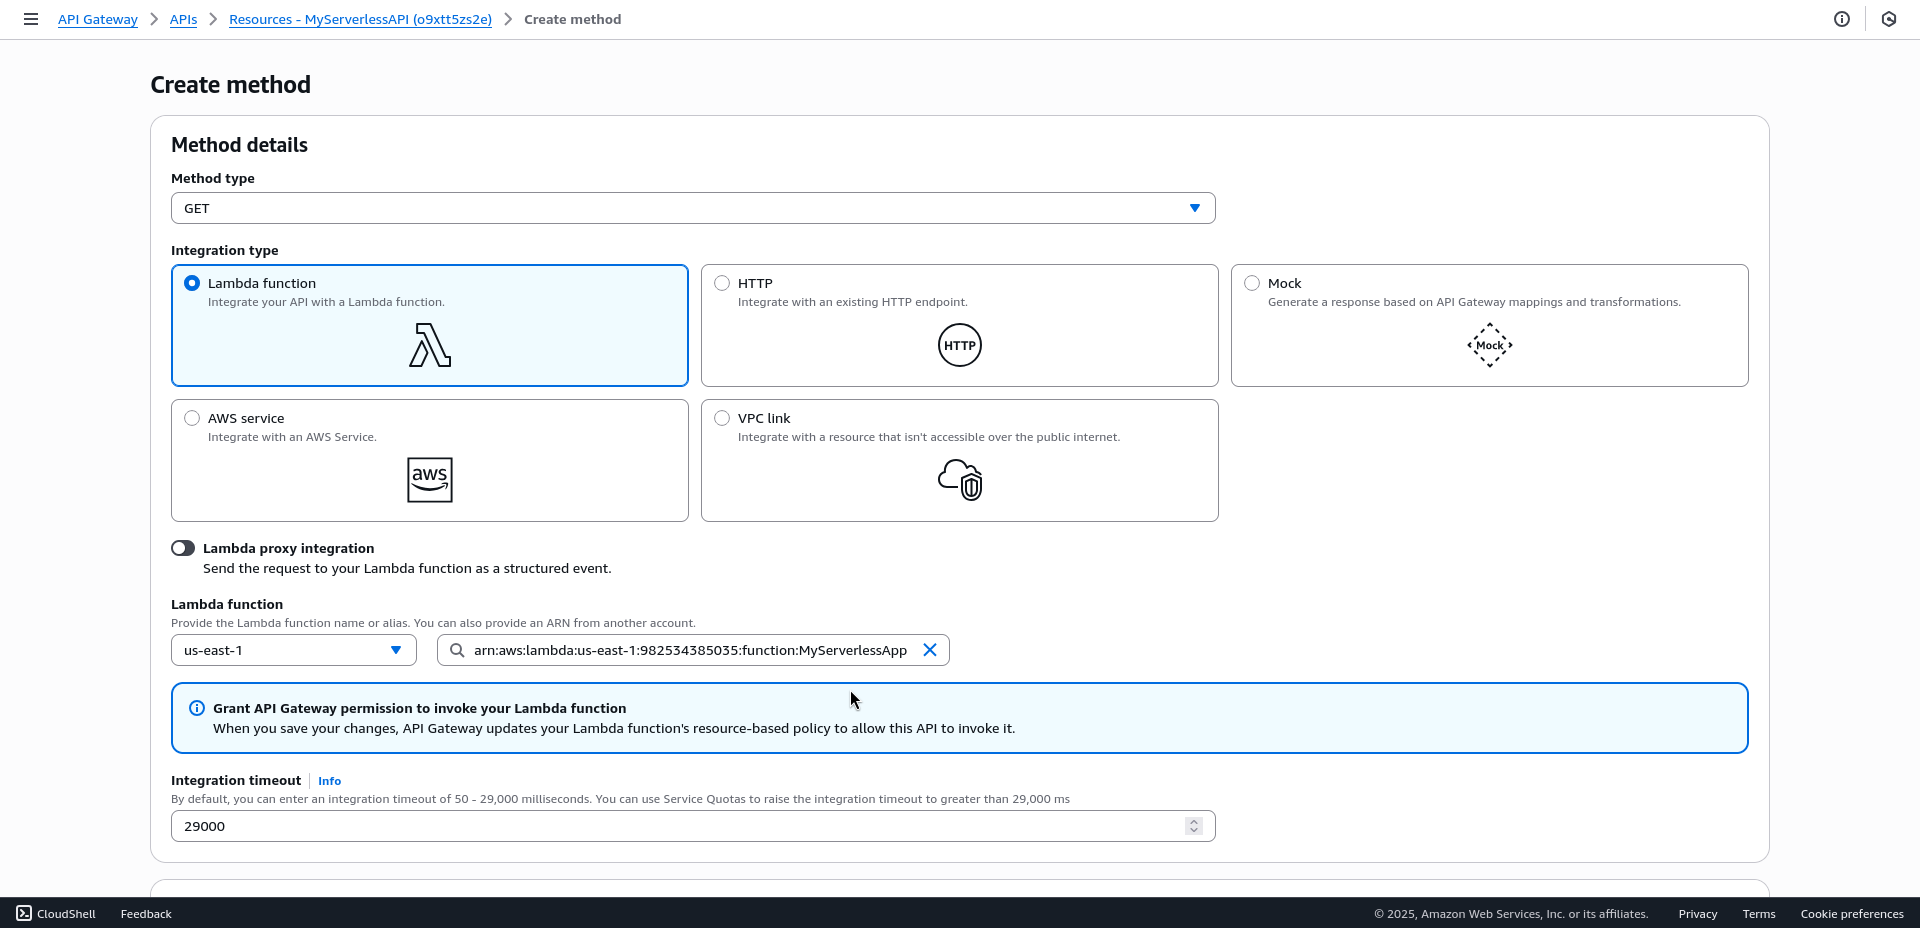 API Gateway > APIs > Resources - MyServerlessAPI (o9xtt5zs2e) > Create method
Create method
Method details
Method type
GET
Integration type
Lambda function
Integrate your API with a Lambda function.
HTTP
Integrate with an existing HTTP endpoint.
HTTP
Mock
Generate a response based on API Gateway mappings and transformations.
Mock
AWS service
Integrate with an AWS Service.
aws
VPC link
Integrate with a resource that isn't accessible over the public internet.
Lambda proxy integration
Send the request to your Lambda function as a structured event.
Lambda function
Provide the Lambda function name or alias. You can also provide an ARN from another account.
us-east-1
arn:aws:lambda:us-east-1:982534385035:function:MyServerlessApp
Grant API Gateway permission to invoke your Lambda function
When you save your changes, API Gateway updates your Lambda function's resource-based policy to allow this API to invoke it.
Integration timeout | Info
By default, you can enter an integration timeout of 50 - 29,000 milliseconds. You can use Service Quotas to raise the integration timeout to greater than 29,000 ms
29000
CloudShell Feedback © 2025, Amazon Web Services, Inc. or its affiliates. Privacy Terms Cookie preferences